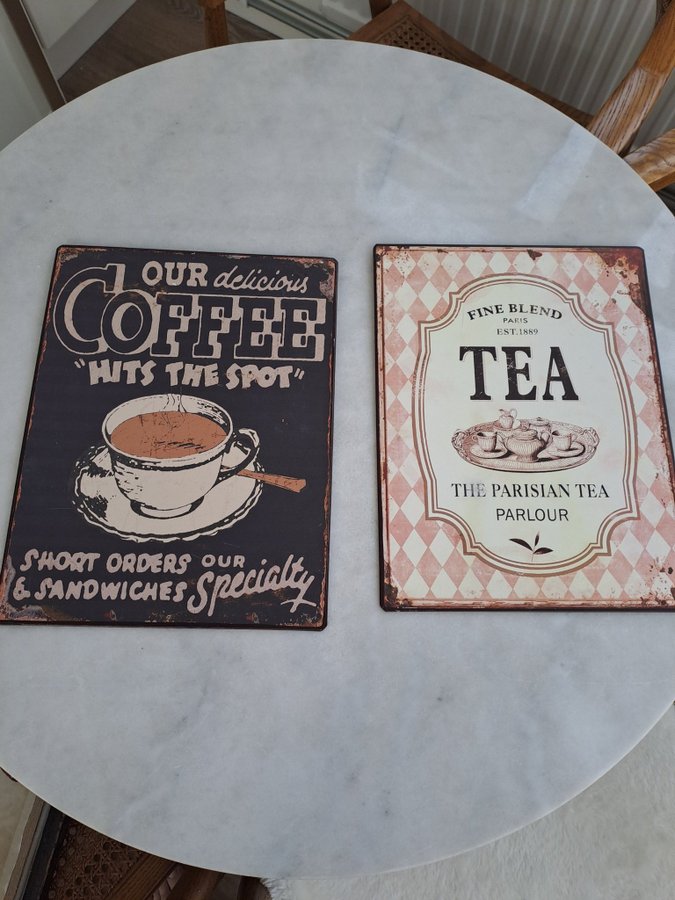 OUR delicious
COFFEE
"HITS THE SPOT"
SHORT ORDERS OUR
& SANDWICHES Specialty
FINE BLEND
PARIS
EST.1889
TEA
THE PARISIAN TEA
PARLOUR